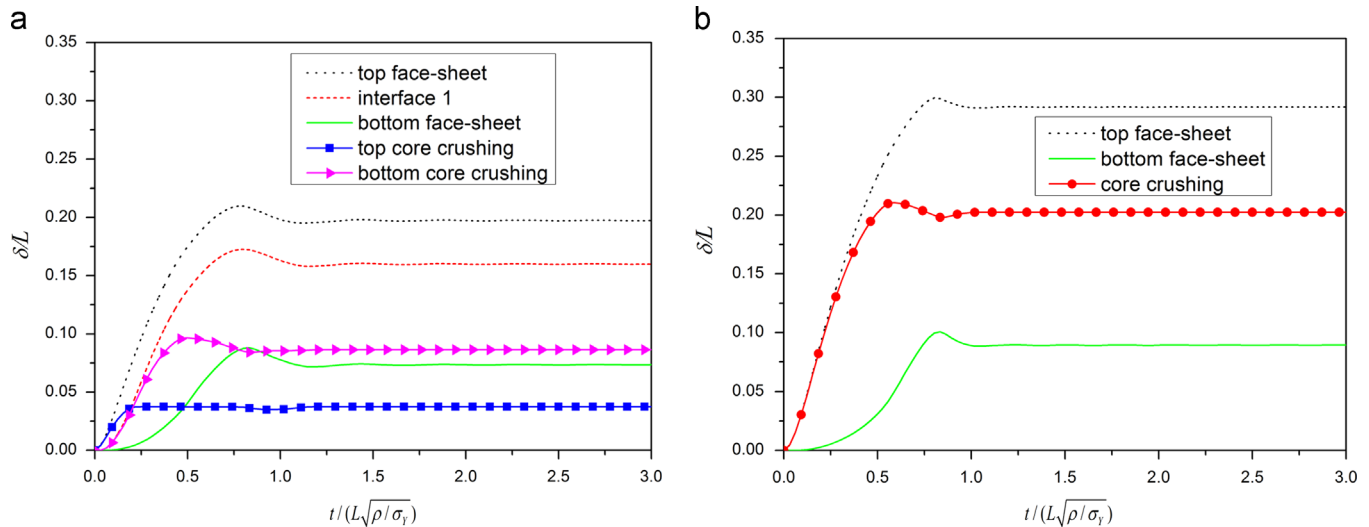 a
0.35
0.30
0.25
0.20
0.15
0.10
0.05
0.00
δ/L
top face-sheet
interface 1
bottom face-sheet
top core crushing
bottom core crushing
0.0 0.5 1.0 1.5 2.0 2.5 3.0
t/(L√ρ/σ_Y)
b
0.35
0.30
0.25
0.20
0.15
0.10
0.05
0.00
δ/L
top face-sheet
bottom face-sheet
core crushing
0.0 0.5 1.0 1.5 2.0 2.5 3.0
t/(L√ρ/σ_Y)